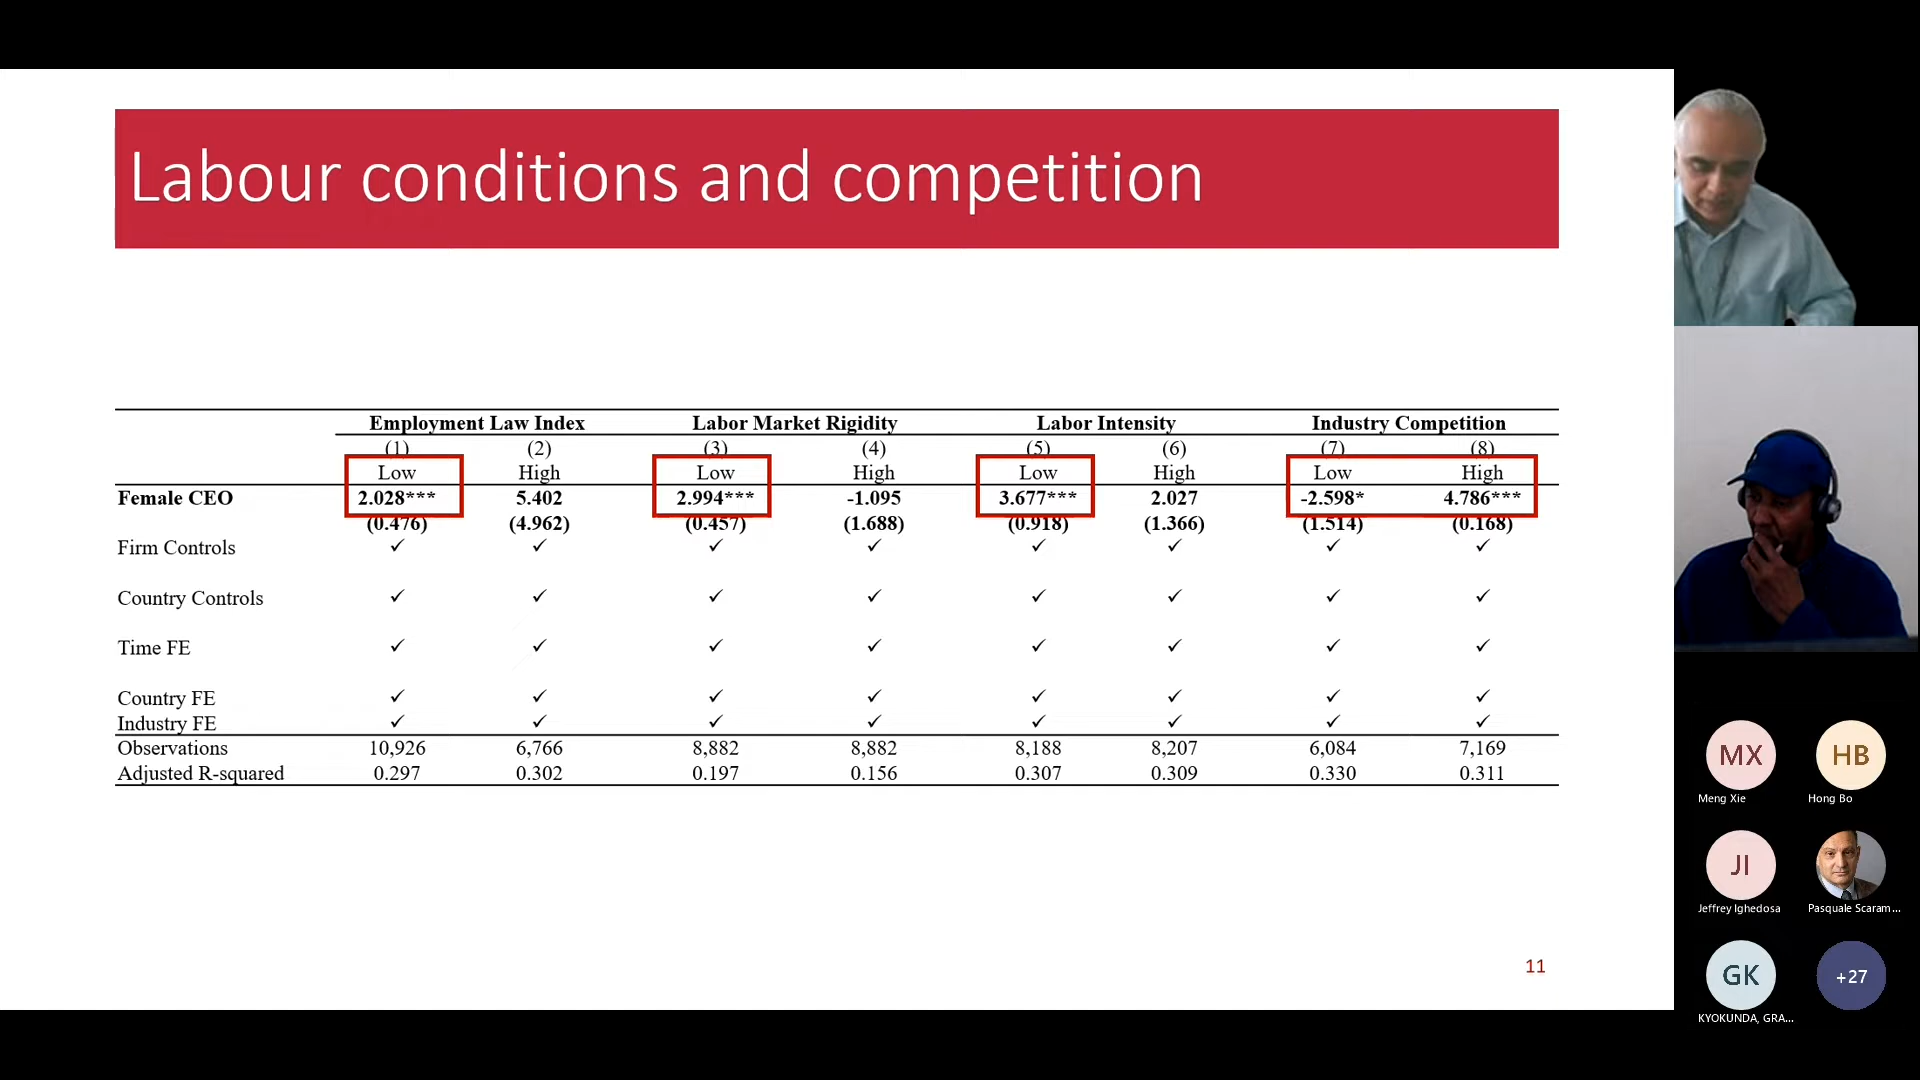 Labour conditions and competition
Employment Law Index Labor Market Rigidity Labor Intensity Industry Competition
(1) (2) (3) (4) (5) (6) (7) (8)
Low High Low High Low High Low High
Female CEO 2.028*** 5.402 2.994*** -1.095 3.677*** 2.027 -2.598* 4.786***
(0.476) (4.962) (0.457) (1.688) (0.918) (1.366) (1.514) (0.168)
Firm Controls ✓ ✓ ✓ ✓ ✓ ✓ ✓ ✓
Country Controls ✓ ✓ ✓ ✓ ✓ ✓ ✓ ✓
Time FE ✓ ✓ ✓ ✓ ✓ ✓ ✓ ✓
Country FE ✓ ✓ ✓ ✓ ✓ ✓ ✓ ✓
Industry FE ✓ ✓ ✓ ✓ ✓ ✓ ✓ ✓
Observations 10,926 6,766 8,882 8,882 8,188 8,207 6,084 7,169
Adjusted R-squared 0.297 0.302 0.197 0.156 0.307 0.309 0.330 0.311
11
MX HB
Meng Xie Hong Bo
JI
Jeffrey Ighedosa Pasquale Scaram...
GK +27
KYOKUNDA, GRA...